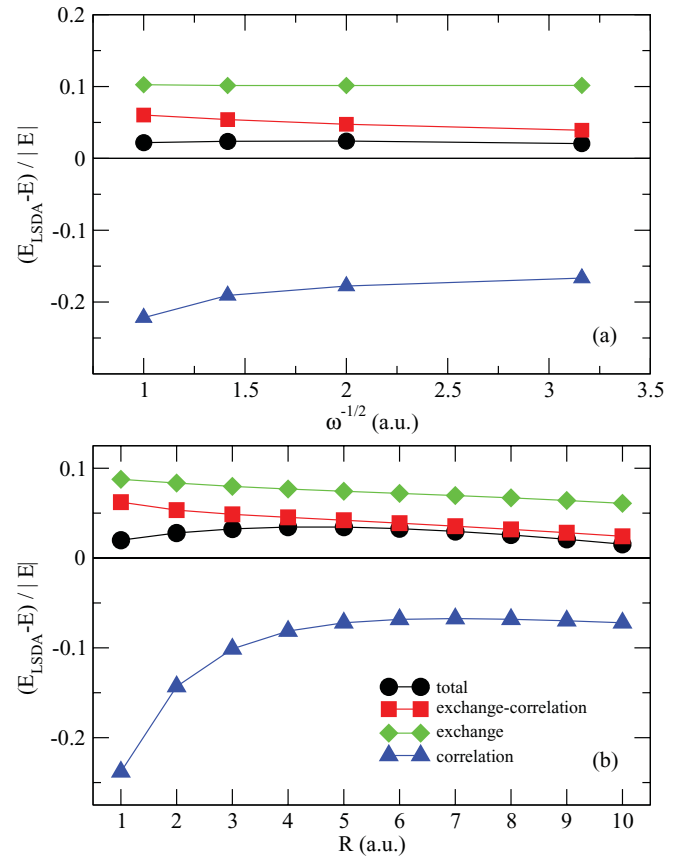 0.2
0.1
0
-0.1
-0.2
(E_LSDA-E) / | E|
(a)
1 1.5 2 2.5 3 3.5
ω^-1/2 (a.u.)
0.1
0
-0.1
-0.2
(E_LSDA-E) / | E|
total
exchange-correlation
exchange
correlation
(b)
1 2 3 4 5 6 7 8 9 10
R (a.u.)